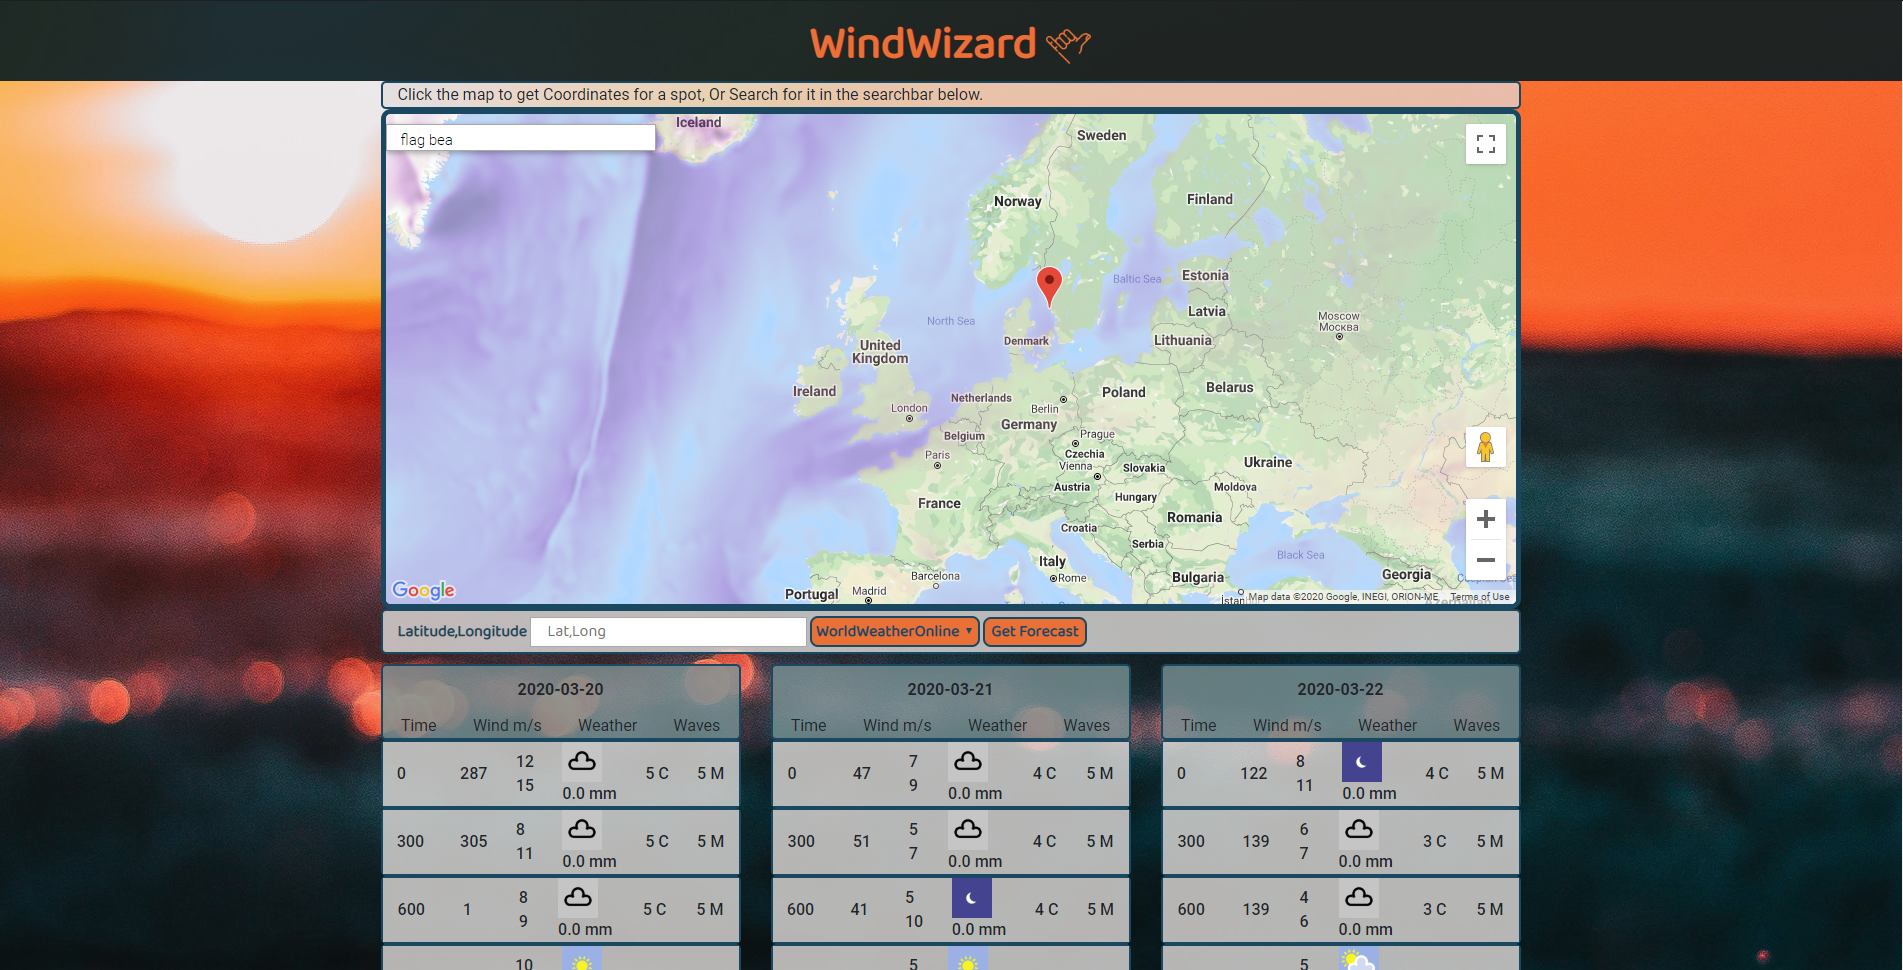 WindWizard
Click the map to get Coordinates for a spot, Or Search for it in the searchbar below.
flag bea
Iceland
Sweden
Norway
Finland
Baltic Sea
Estonia
North Sea
Latvia
Moscow
Москва
Denmark
Lithuania
United
Kingdom
Ireland
Belarus
Poland
Netherlands
London
Berlin
Germany
Belgium
Prague
Paris
Czechia
Vienna
Slovakia
Ukraine
Austria
Hungary
Moldova
France
Romania
Croatia
Serbia
Black Sea
Italy
Rome
Barcelona
Bulgaria
Georgia
Portugal
Madrid
Google
Map data ©2020 Google, INEGI, ORION-ME
Terms of Use
Latitude,Longitude
Lat,Long
WorldWeatherOnline
Get Forecast
2020-03-20
Time Wind m/s Weather Waves
0 287 12 15 0.0 mm 5 C 5 M
300 305 8 11 0.0 mm 5 C 5 M
600 1 8 9 0.0 mm 5 C 5 M
10
2020-03-21
Time Wind m/s Weather Waves
0 47 7 9 0.0 mm 4 C 5 M
300 51 5 7 0.0 mm 4 C 5 M
600 41 5 10 0.0 mm 4 C 5 M
5
2020-03-22
Time Wind m/s Weather Waves
0 122 8 11 0.0 mm 4 C 5 M
300 139 6 7 0.0 mm 3 C 5 M
600 139 4 6 0.0 mm 3 C 5 M
5